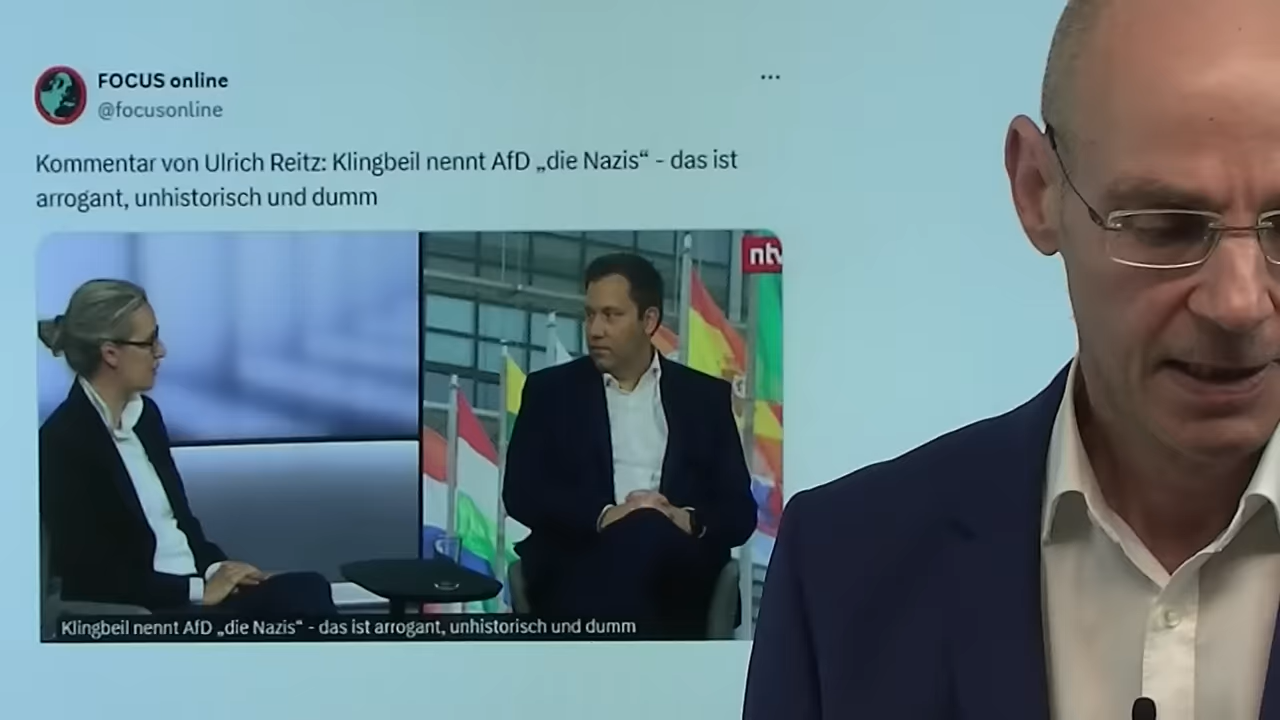 FOCUS online
@focusonline
Kommentar von Ulrich Reitz: Klingbeil nennt AfD „die Nazis“ - das ist
arrogant, unhistorisch und dumm
ntv
Klingbeil nennt AfD „die Nazis“ - das ist arrogant, unhistorisch und dumm